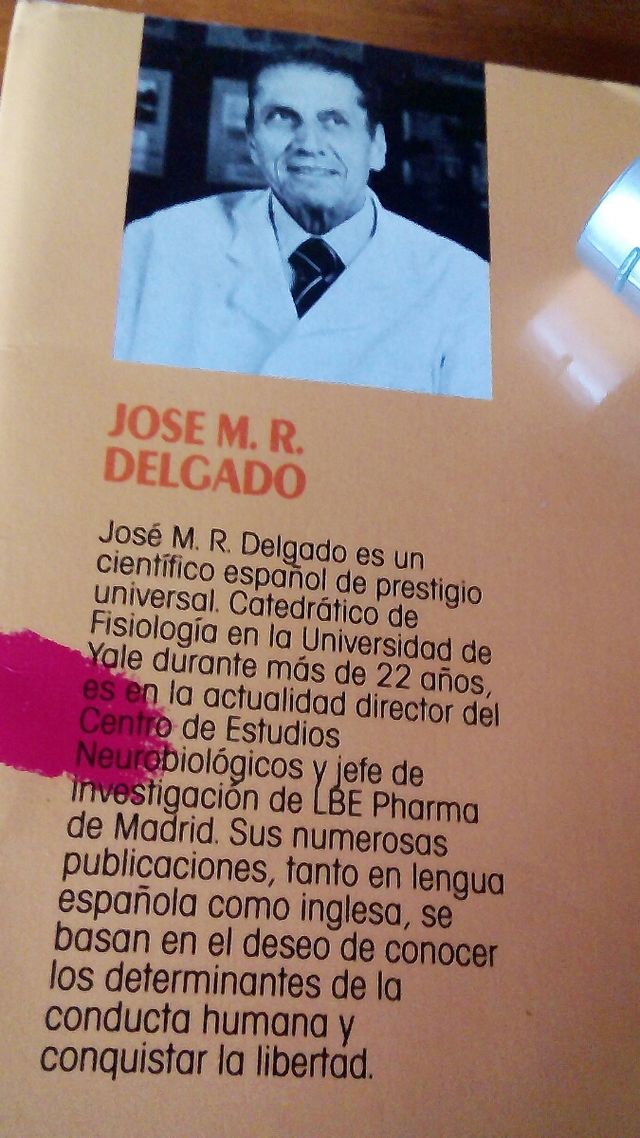 JOSE M. R.
DELGADO
José M. R. Delgado es un
científico español de prestigio
universal. Catedrático de
Fisiología en la Universidad de
Yale durante más de 22 años,
es en la actualidad director del
Centro de Estudios
Neurobiológicos y jefe de
investigación de LBE Pharma
de Madrid. Sus numerosas
publicaciones, tanto en lengua
española como inglesa, se
basan en el deseo de conocer
los determinantes de la
conducta humana y
conquistar la libertad.